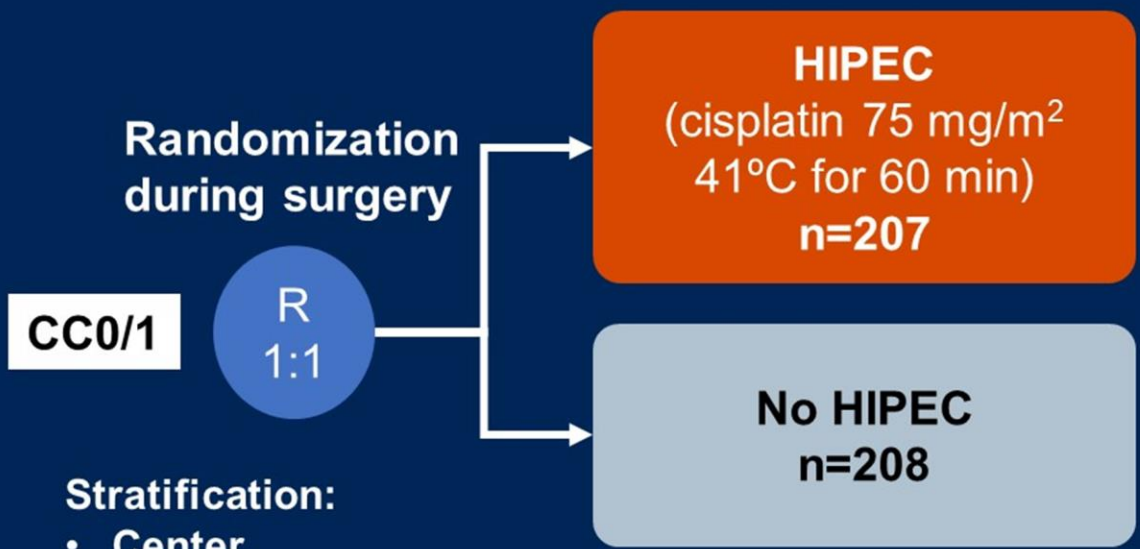 Randomization
during surgery
CC0/1
R
1:1
HIPEC
(cisplatin 75 mg/m²
41ºC for 60 min)
n=207
No HIPEC
n=208
Stratification:
• Center